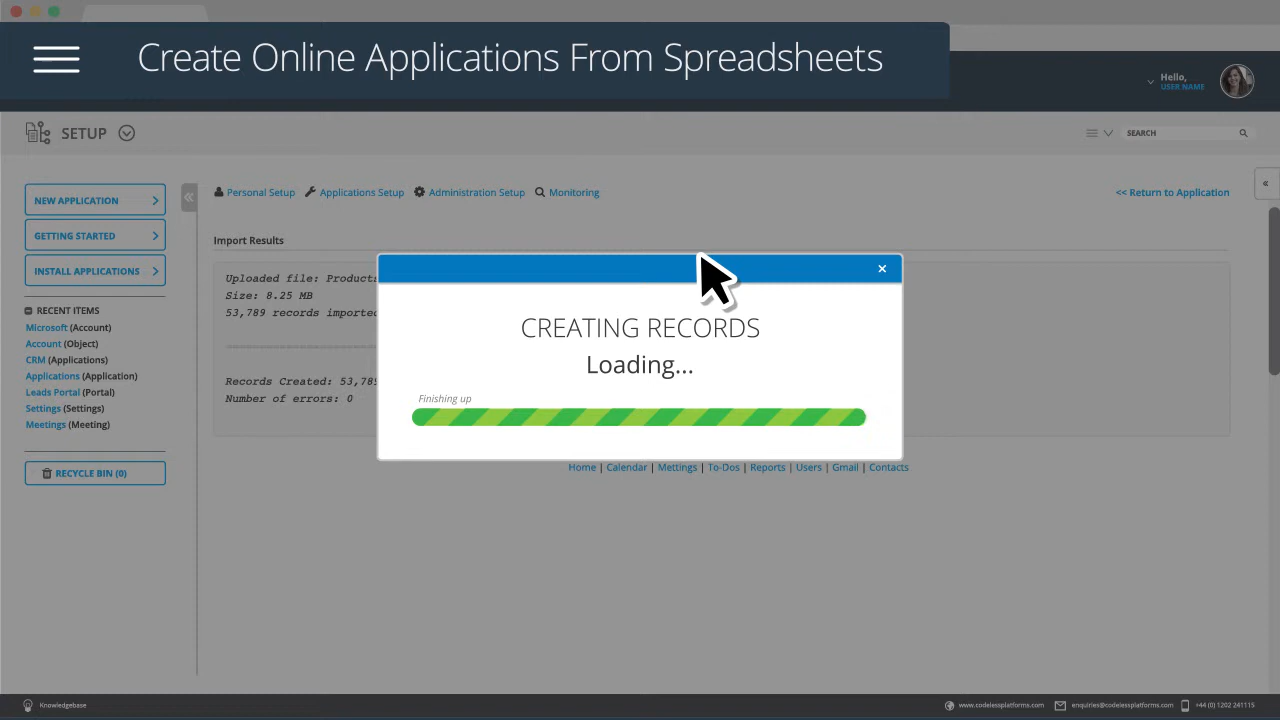 Create Online Applications From Spreadsheets
Hello,
USER NAME
SETUP
SEARCH
NEW APPLICATION
GETTING STARTED
INSTALL APPLICATIONS
RECENT ITEMS
Microsoft (Account)
Account (Object)
CRM (Applications)
Applications (Application)
Leads Portal (Portal)
Settings (Settings)
Meetings (Meeting)
RECYCLE BIN (0)
Personal Setup Applications Setup Administration Setup Monitoring
<< Return to Application
Import Results
Uploaded file: Product
Size: 8.25 MB
53,789 records imported
Records Created: 53,789
Number of errors: 0
CREATING RECORDS
Loading...
Finishing up
Home | Calendar | Mettings | To-Dos | Reports | Users | Gmail | Contacts
Knowledgebase
www.codelessplatforms.com enquiries@codelessplatforms.com +44 (0) 1202 241115